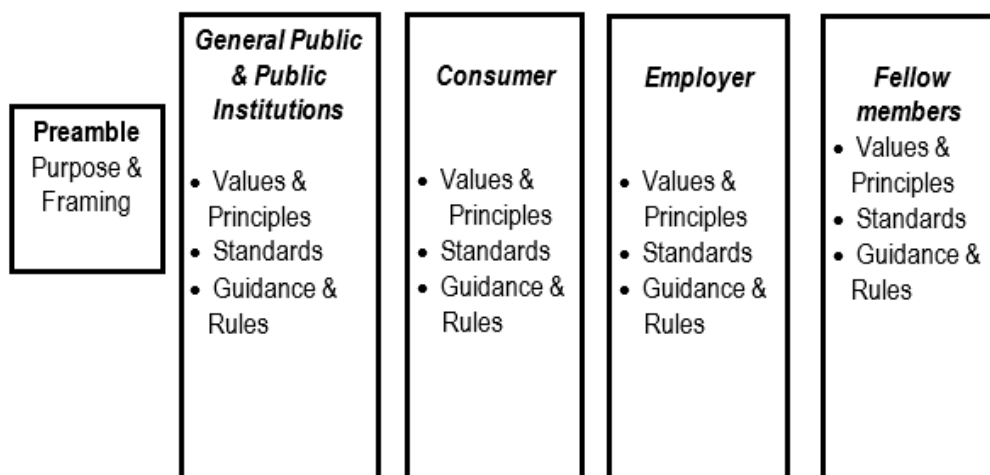 Preamble
Purpose &
Framing
General Public
& Public
Institutions
• Values &
Principles
• Standards
• Guidance &
Rules
Consumer
• Values &
Principles
• Standards
• Guidance &
Rules
Employer
• Values &
Principles
• Standards
• Guidance &
Rules
Fellow
members
• Values &
Principles
• Standards
• Guidance &
Rules